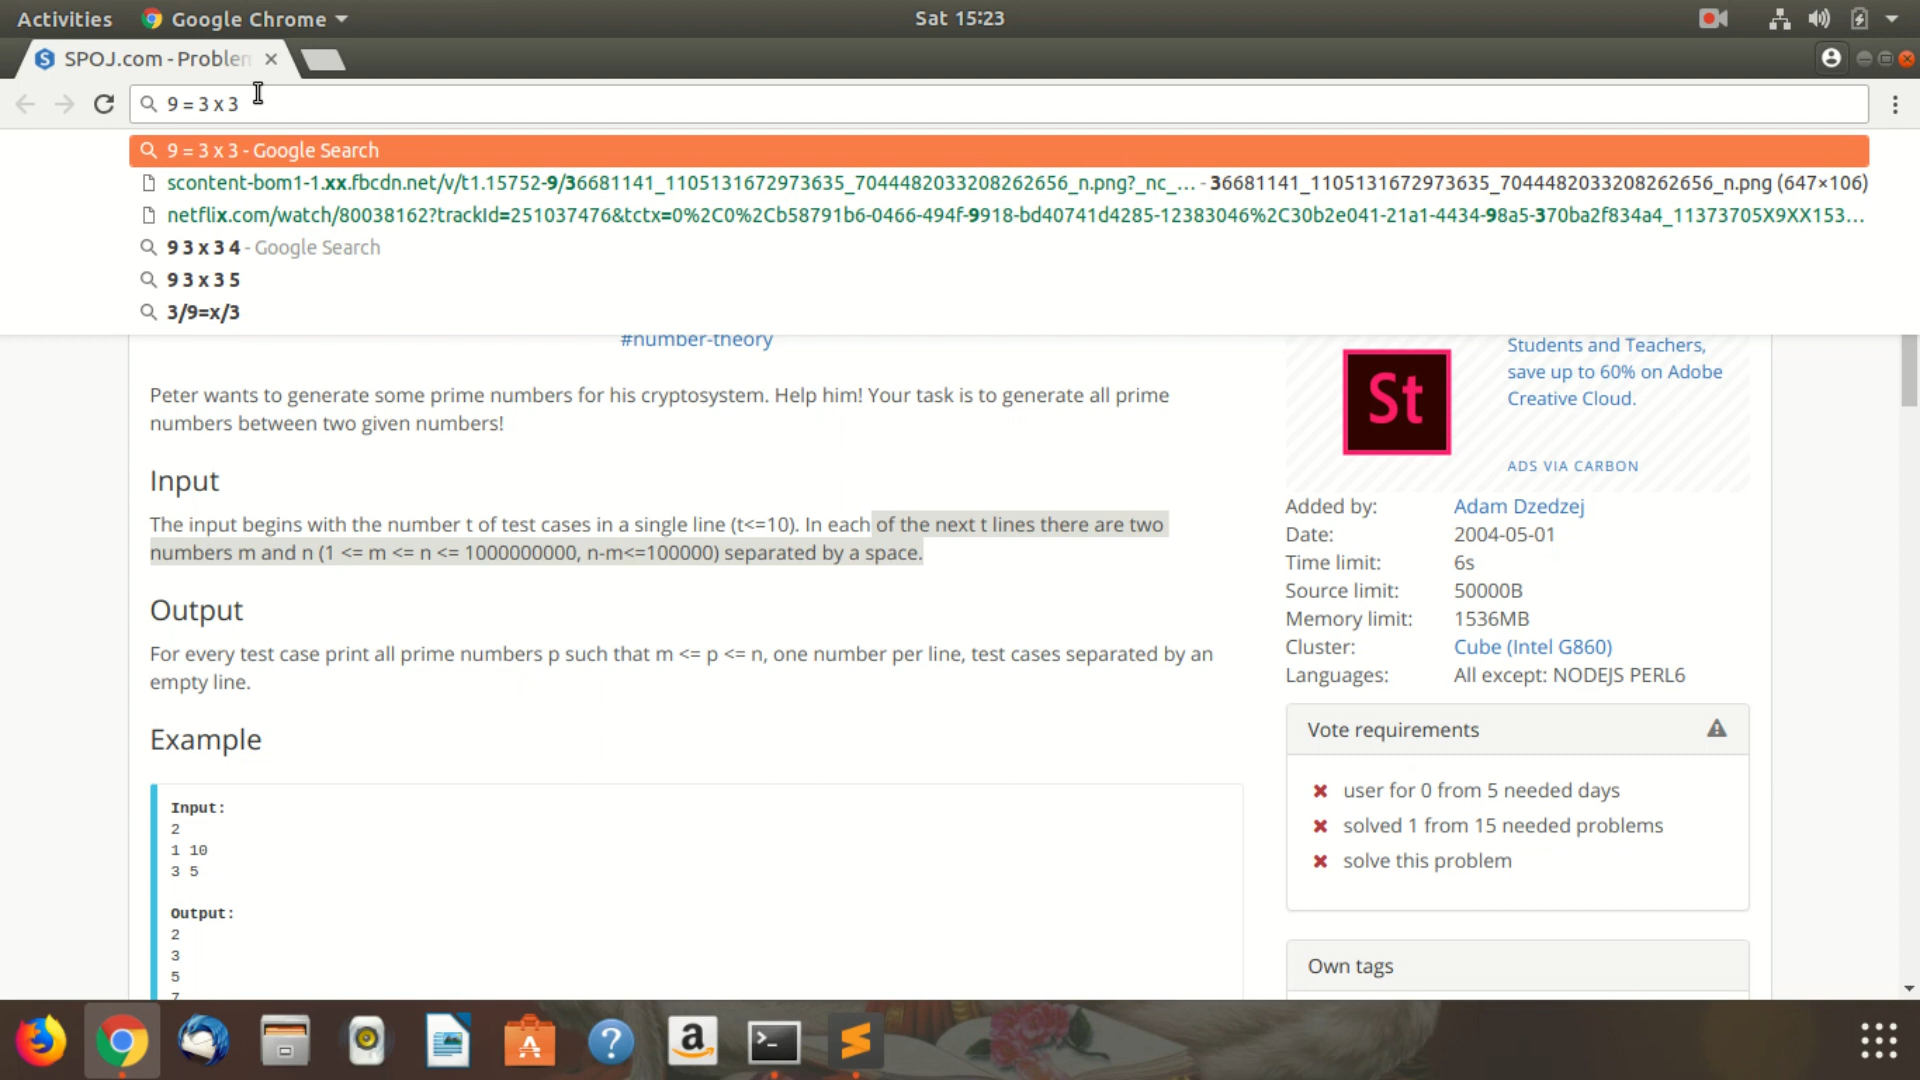 Activities
Google Chrome
Sat 15:23
SPOJ.com - Problem
9 = 3 x 3
9 = 3 x 3 - Google Search
scontent-bom1-1.xx.fbcdn.net/v/t1.15752-9/36681141_1105131672973635_7044482033208262656_n.png?_nc_... - 36681141_1105131672973635_7044482033208262656_n.png (647×106)
netflix.com/watch/80038162?trackId=251037476&tctx=0%2C0%2Cb58791b6-0466-494f-9918-bd40741d4285-12383046%2C30b2e041-21a1-4434-98a5-370ba2f834a4_11373705X9XX153...
9 3 x 3 4 - Google Search
9 3 x 3 5
3/9=x/3
#number-theory
Peter wants to generate some prime numbers for his cryptosystem. Help him! Your task is to generate all prime
numbers between two given numbers!
Input
The input begins with the number t of test cases in a single line (t<=10). In each of the next t lines there are two
numbers m and n (1 <= m <= n <= 1000000000, n-m<=100000) separated by a space.
Output
For every test case print all prime numbers p such that m <= p <= n, one number per line, test cases separated by an
empty line.
Example
Input:
2
1 10
3 5
Output:
2
3
5
7
St
Students and Teachers,
save up to 60% on Adobe
Creative Cloud.
ADS VIA CARBON
Added by: Adam Dzedzej
Date: 2004-05-01
Time limit: 6s
Source limit: 50000B
Memory limit: 1536MB
Cluster: Cube (Intel G860)
Languages: All except: NODEJS PERL6
Vote requirements
user for 0 from 5 needed days
solved 1 from 15 needed problems
solve this problem
Own tags